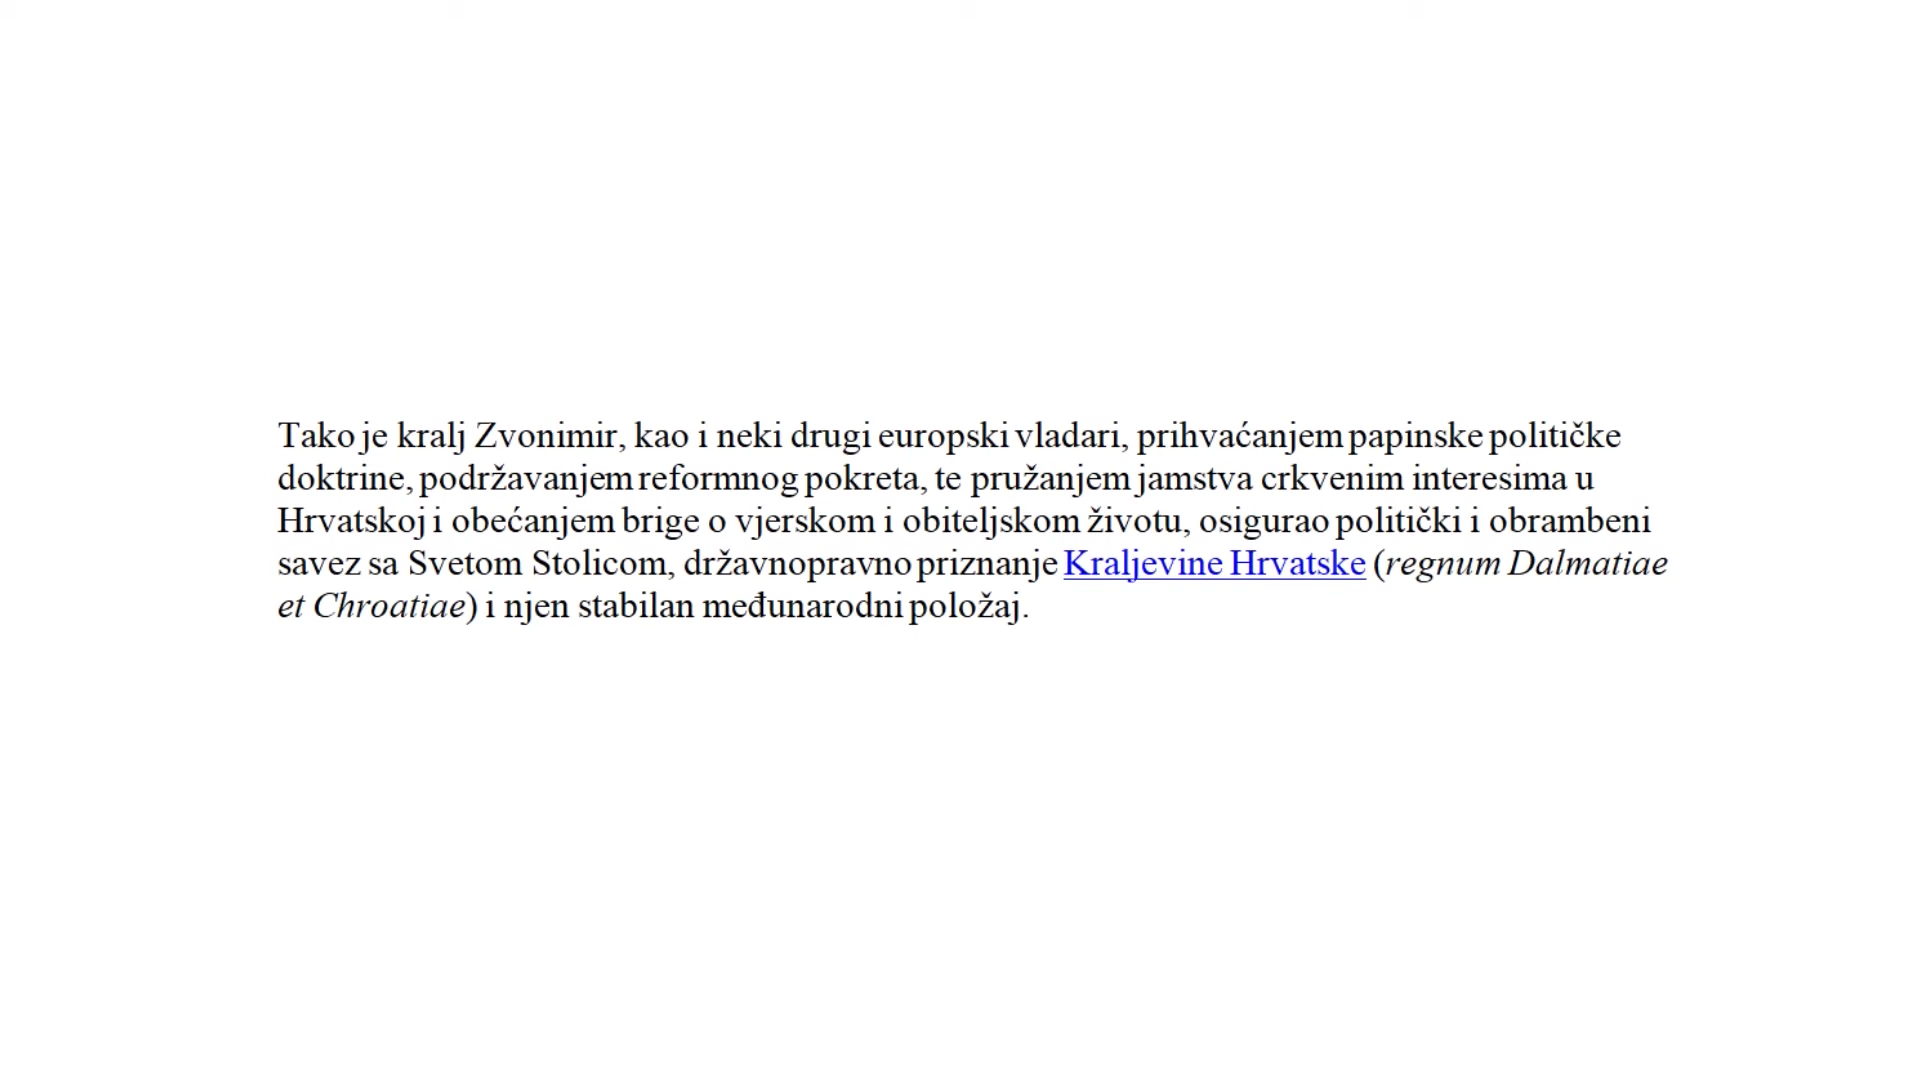 Tako je kralj Zvonimir, kao i neki drugi europski vladari, prihvaćanjem papinske političke
doktrine, podržavanjem reformnog pokreta, te pružanjem jamstva crkvenim interesima u
Hrvatskoj i obećanjem brige o vjerskom i obiteljskom životu, osigurao politički i obrambeni
savez sa Svetom Stolicom, državnopravno priznanje Kraljevine Hrvatske (regnum Dalmatiae
et Chroatiae) i njen stabilan međunarodni položaj.